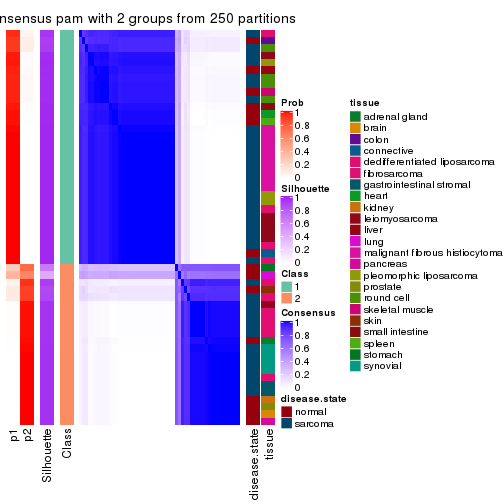 nsensus pam with 2 groups from 250 partitions
p1
p2
Silhouette
Class
disease.state
tissue
Prob
1
0.8
0.6
0.4
0.2
0
Silhouette
1
0.8
0.6
0.4
0.2
0
Class
1
2
Consensus
1
0.8
0.6
0.4
0.2
0
disease.state
normal
sarcoma
tissue
adrenal gland
brain
colon
connective
dedifferentiated liposarcoma
fibrosarcoma
gastrointestinal stromal
heart
kidney
leiomyosarcoma
liver
lung
malignant fibrous histiocytoma
pancreas
pleomorphic liposarcoma
prostate
round cell
skeletal muscle
skin
small intestine
spleen
stomach
synovial